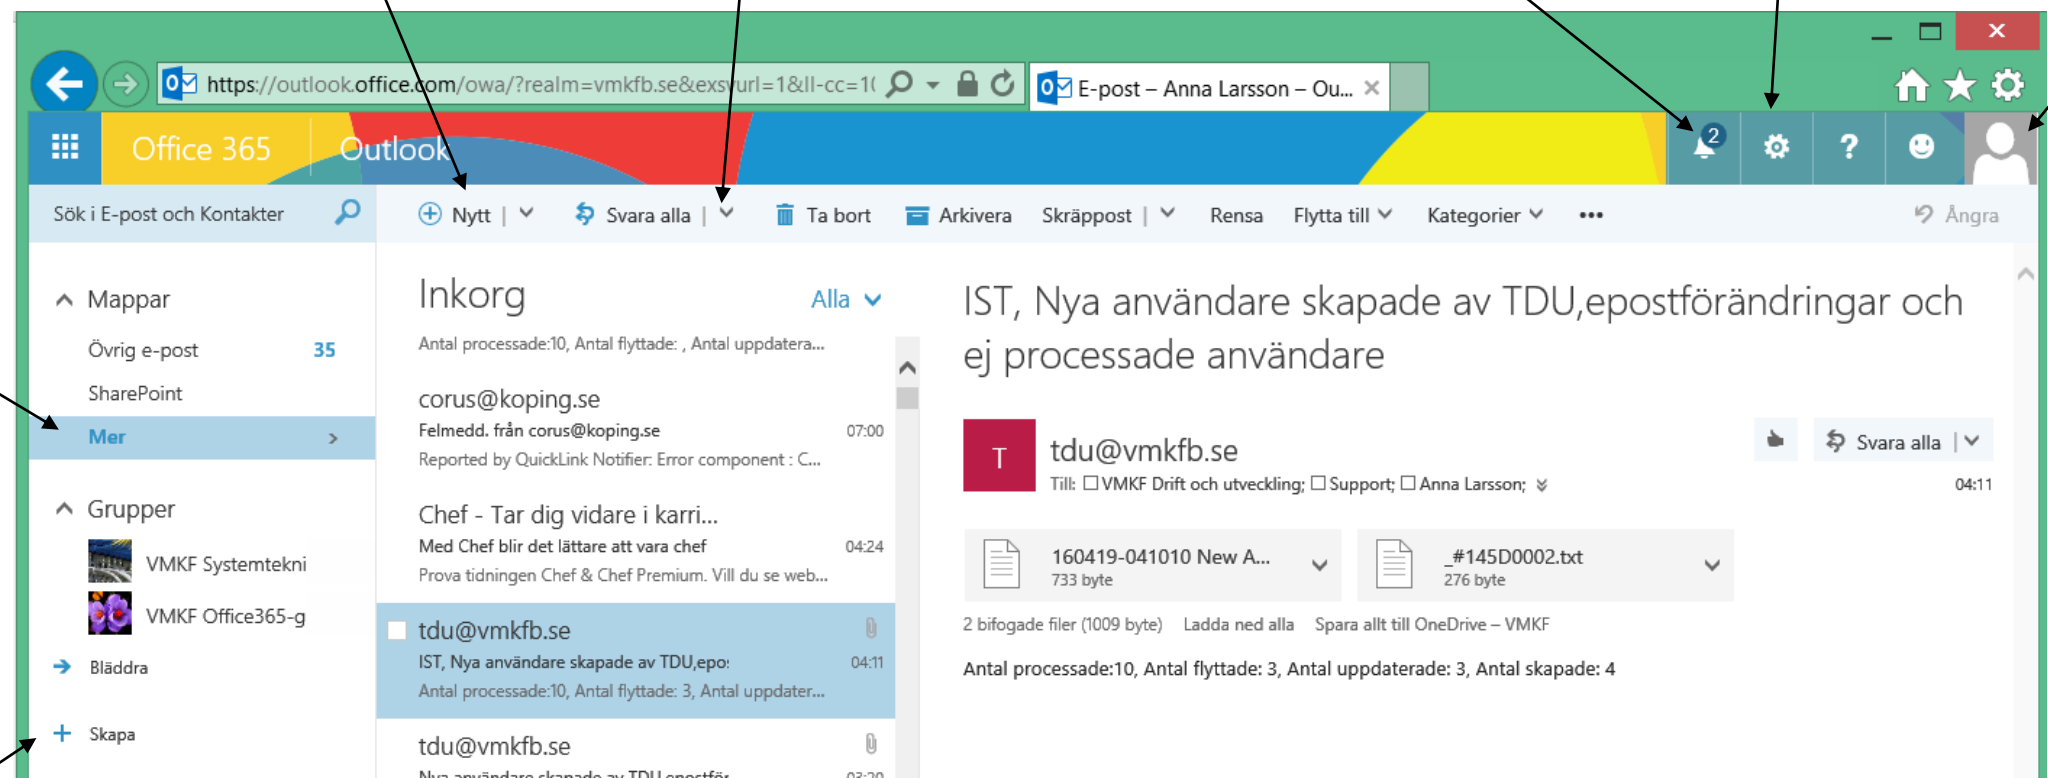 https://outlook.office.com/owa/?realm=vmkfb.se&exsvurl=1&ll-cc=1(
E-post – Anna Larsson – Ou...
Office 365
Outlook
2
Sök i E-post och Kontakter
Nytt
Svara alla
Ta bort
Arkivera
Skräppost
Rensa
Flytta till
Kategorier
Ångra
Mappar
Övrig e-post 35
SharePoint
Mer
Grupper
VMKF Systemtekni
VMKF Office365-g
Bläddra
Skapa
Inkorg
Alla
Antal processade:10, Antal flyttade: , Antal uppdatera...
corus@koping.se
Felmedd. från corus@koping.se 07:00
Reported by QuickLink Notifier: Error component : C...
Chef - Tar dig vidare i karri...
Med Chef blir det lättare att vara chef 04:24
Prova tidningen Chef & Chef Premium. Vill du se web...
tdu@vmkfb.se
IST, Nya användare skapade av TDU,epo: 04:11
Antal processade:10, Antal flyttade: 3, Antal uppdater...
tdu@vmkfb.se
Nya användare skapade av TDU,epostför 03:20
IST, Nya användare skapade av TDU,epostförändringar och
ej processade användare
T
tdu@vmkfb.se
Till: VMKF Drift och utveckling; Support; Anna Larsson;
Svara alla
04:11
160419-041010 New A...
733 byte
_#145D0002.txt
276 byte
2 bifogade filer (1009 byte) Ladda ned alla Spara allt till OneDrive – VMKF
Antal processade:10, Antal flyttade: 3, Antal uppdaterade: 3, Antal skapade: 4